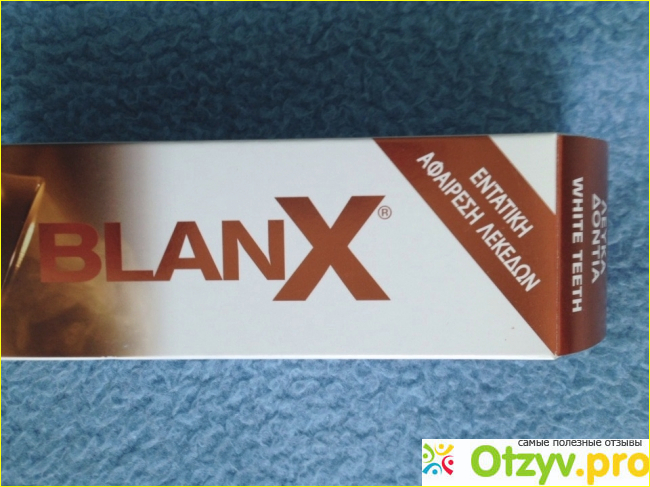 BLANX®
ΕΝΤΑΤΙΚΗ
ΑΦΑΙΡΕΣΗ ΛΕΚΕΔΩΝ
ΛΕΥΚΑ
ΔΟΝΤΙΑ
WHITE TEETH
самые полезные отзывы
Otzyv.pro